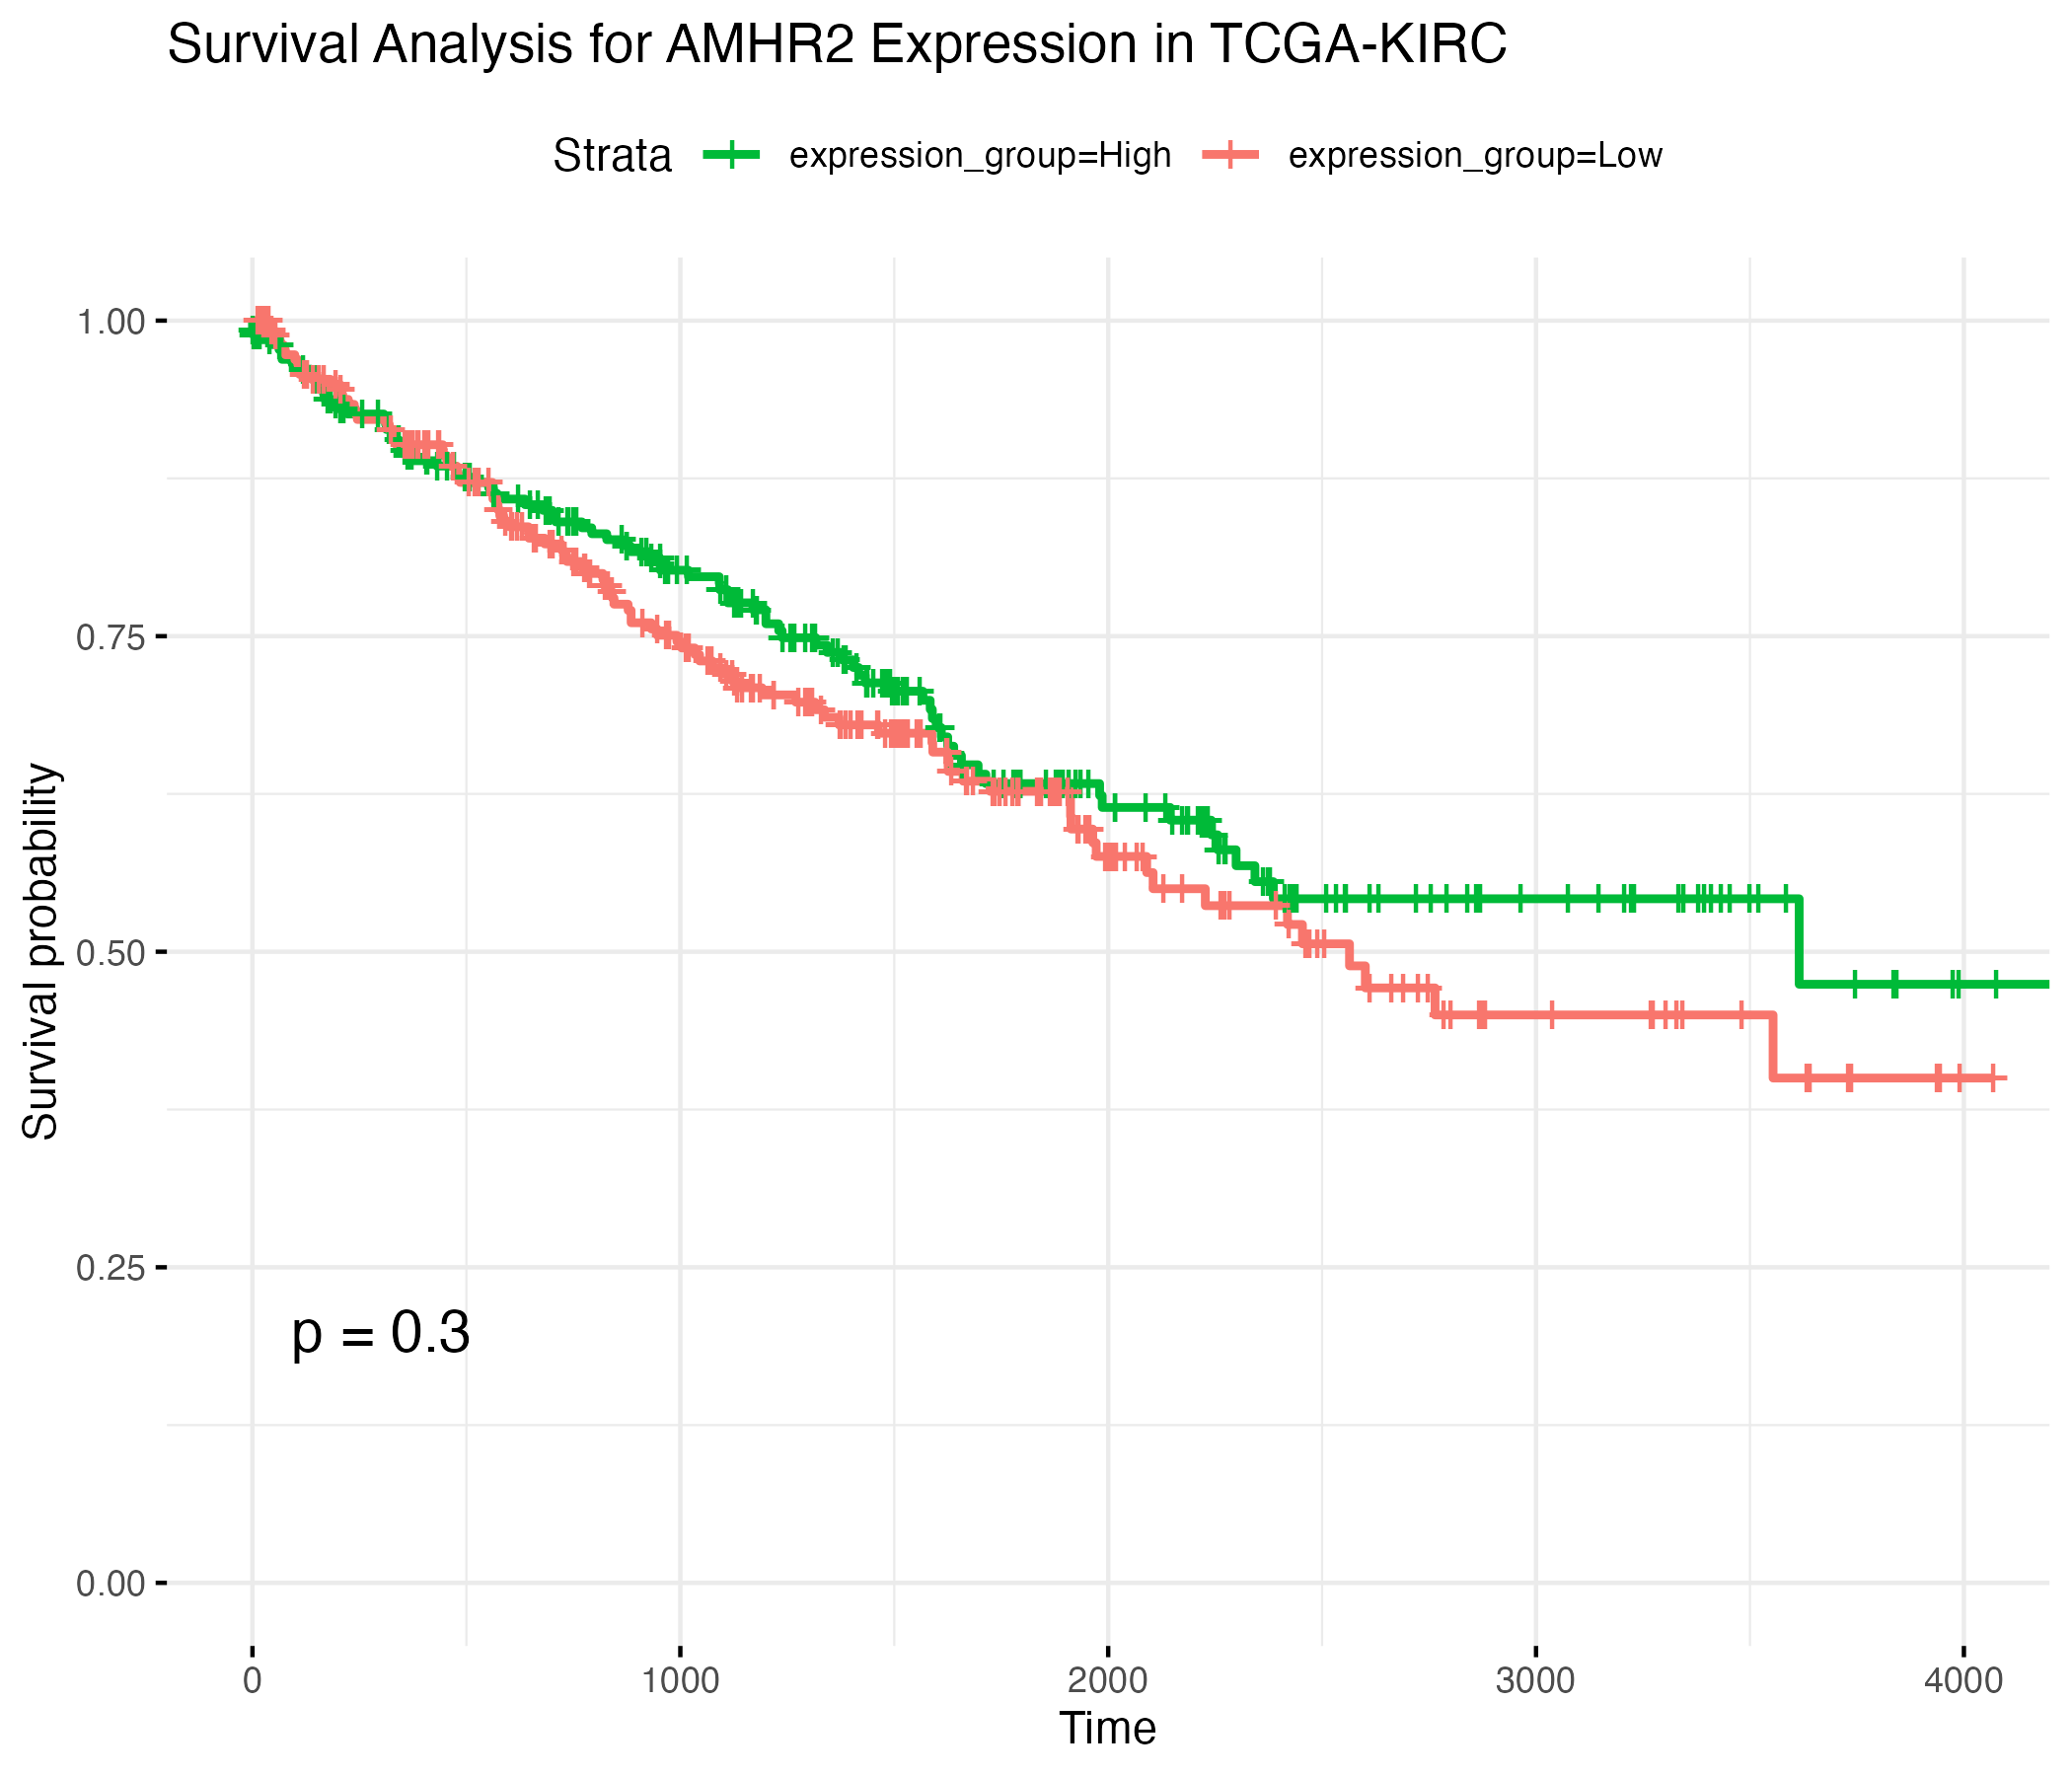 Survival Analysis for AMHR2 Expression in TCGA-KIRC
Strata expression_group=High expression_group=Low
Survival probability
1.00
0.75
0.50
0.25
0.00
p = 0.3
0 1000 2000 3000 4000
Time